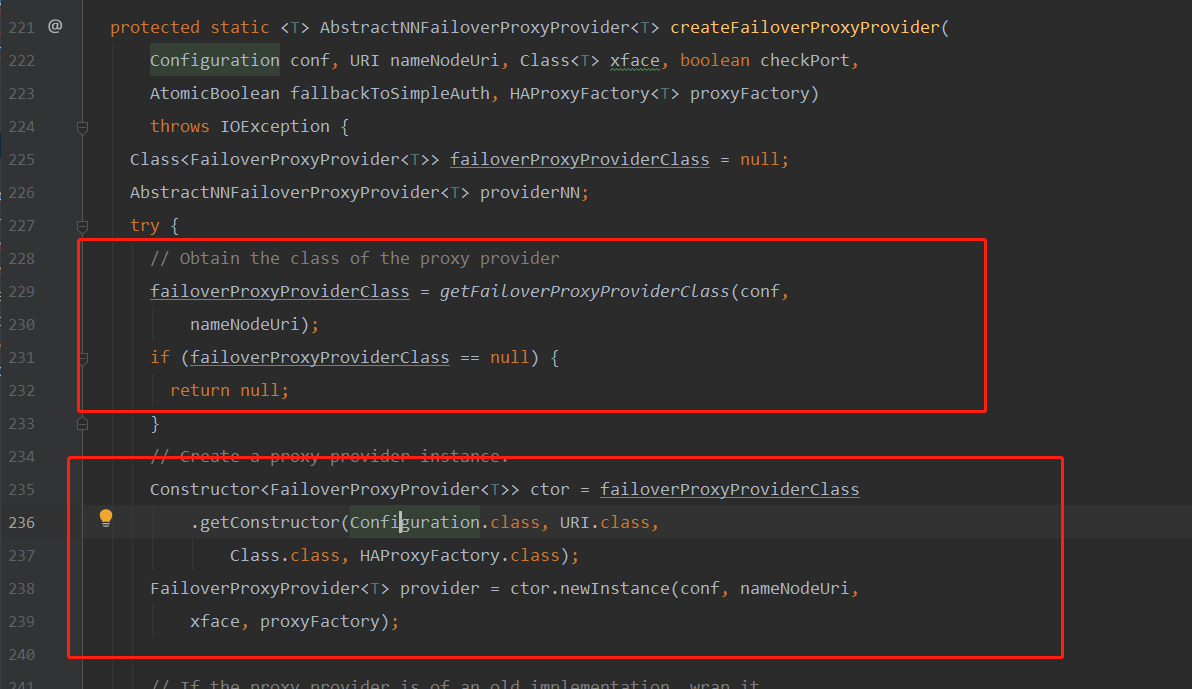 221 @ protected static <T> AbstractNNFailoverProxyProvider<T> createFailoverProxyProvider(
222 Configuration conf, URI nameNodeUri, Class<T> xface, boolean checkPort,
223 AtomicBoolean fallbackToSimpleAuth, HAProxyFactory<T> proxyFactory)
224 throws IOException {
225 Class<FailoverProxyProvider<T>> failoverProxyProviderClass = null;
226 AbstractNNFailoverProxyProvider<T> providerNN;
227 try {
228 // Obtain the class of the proxy provider
229 failoverProxyProviderClass = getFailoverProxyProviderClass(conf,
230 nameNodeUri);
231 if (failoverProxyProviderClass == null) {
232 return null;
233 }
234 // Create a proxy provider instance.
235 Constructor<FailoverProxyProvider<T>> ctor = failoverProxyProviderClass
236 .getConstructor(Configuration.class, URI.class,
237 Class.class, HAProxyFactory.class);
238 FailoverProxyProvider<T> provider = ctor.newInstance(conf, nameNodeUri,
239 xface, proxyFactory);
240
241 // If the proxy provider is of an old implementation, wrap it